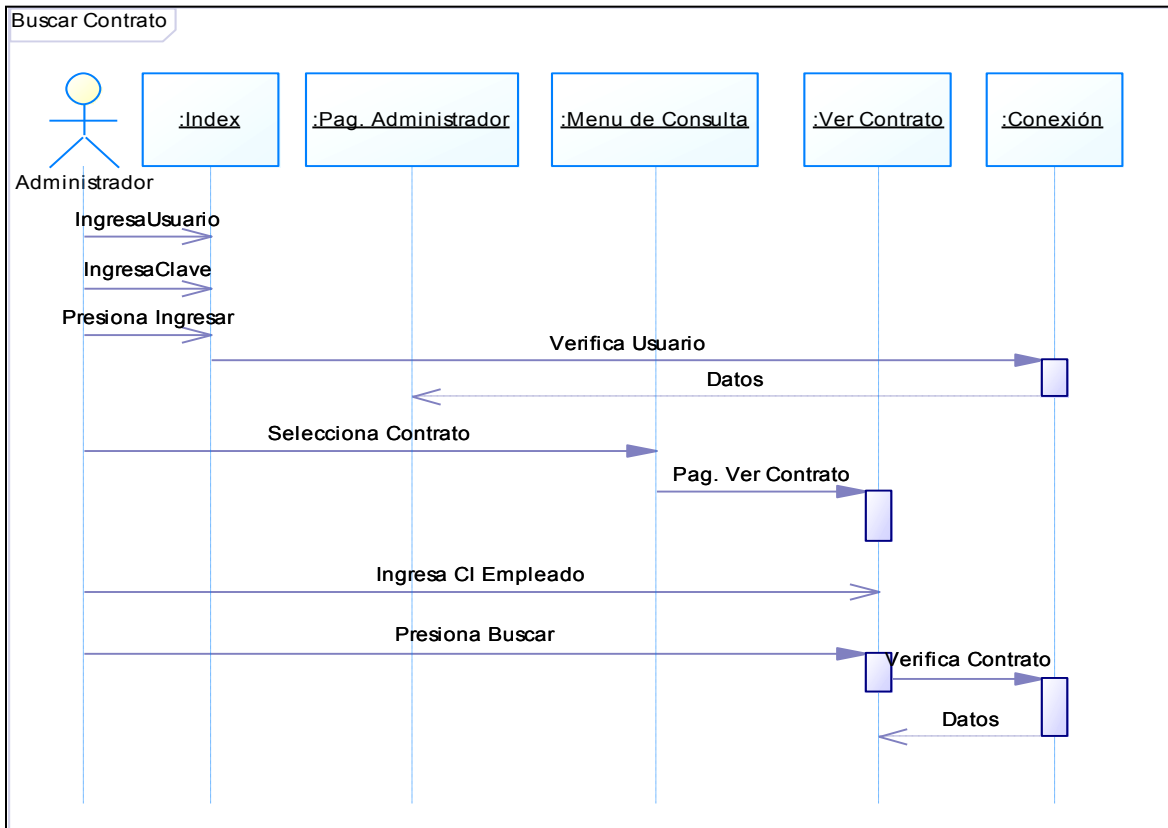 Buscar Contrato
:Index
:Pag. Administrador
:Menu de Consulta
:Ver Contrato
:Conexión
Administrador
IngresaUsuario
IngresaClave
Presiona Ingresar
Verifica Usuario
Datos
Selecciona Contrato
Pag. Ver Contrato
Ingresa CI Empleado
Presiona Buscar
Verifica Contrato
Datos